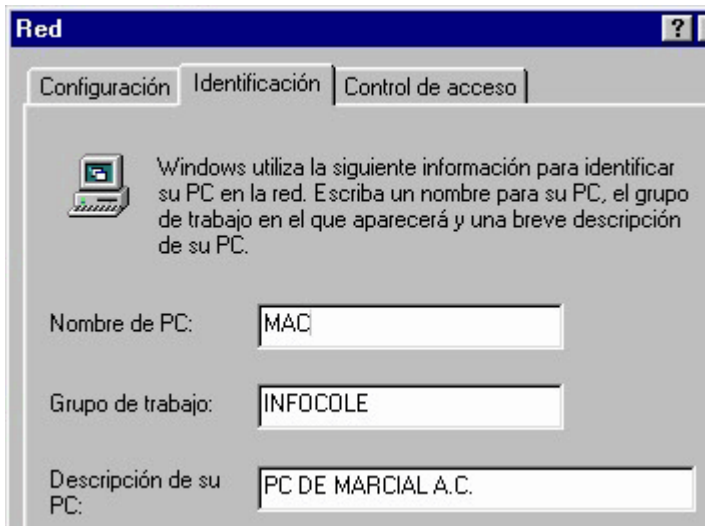 Red
?
Configuración
Identificación
Control de acceso
Windows utiliza la siguiente información para identificar
su PC en la red. Escriba un nombre para su PC, el grupo
de trabajo en el que aparecerá y una breve descripción
de su PC.
Nombre de PC:
MAC
Grupo de trabajo:
INFOCOLE
Descripción de su
PC:
PC DE MARCIAL A.C.